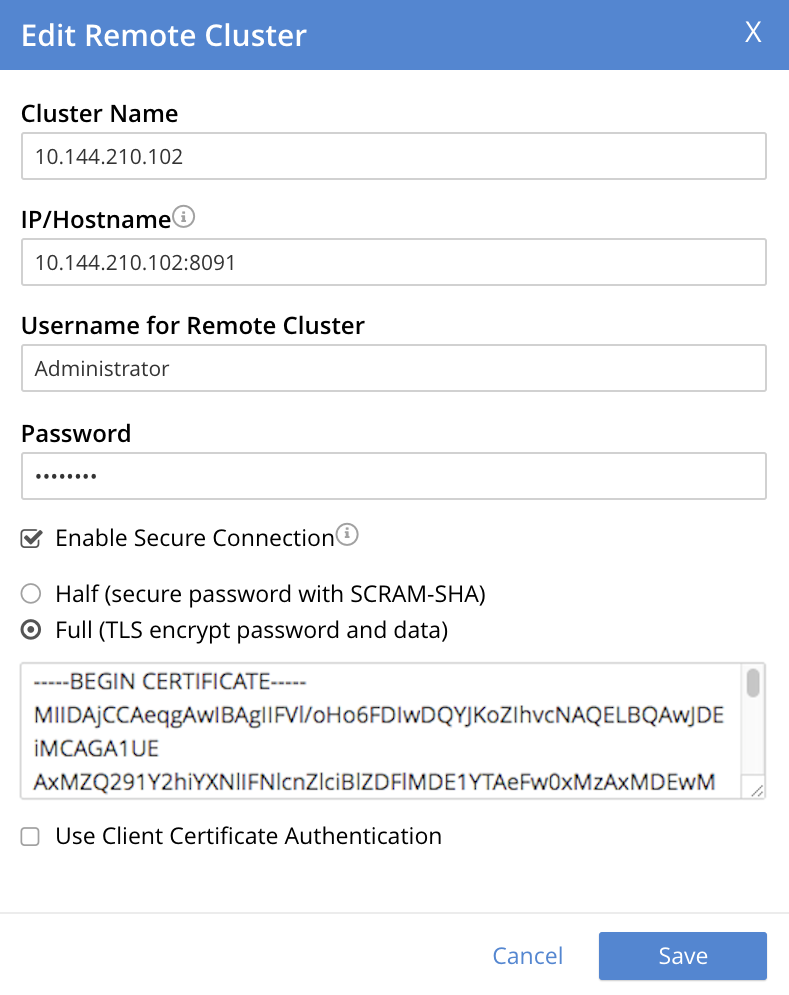 Edit Remote Cluster X
Cluster Name
10.144.210.102
IP/Hostname
10.144.210.102:8091
Username for Remote Cluster
Administrator
Password
••••••••
Enable Secure Connection
Half (secure password with SCRAM-SHA)
Full (TLS encrypt password and data)
-----BEGIN CERTIFICATE-----
MIIDAjCCAeqgAwIBAgIIFVl/oHo6FDIwDQYJKoZIhvcNAQELBQAwJDE
iMCAGA1UE
AxMZQ291Y2hiYXNlIFNlcnZlciBlZDFlMDE1YTAeFw0xMzAxMDEwM
Use Client Certificate Authentication
Cancel Save